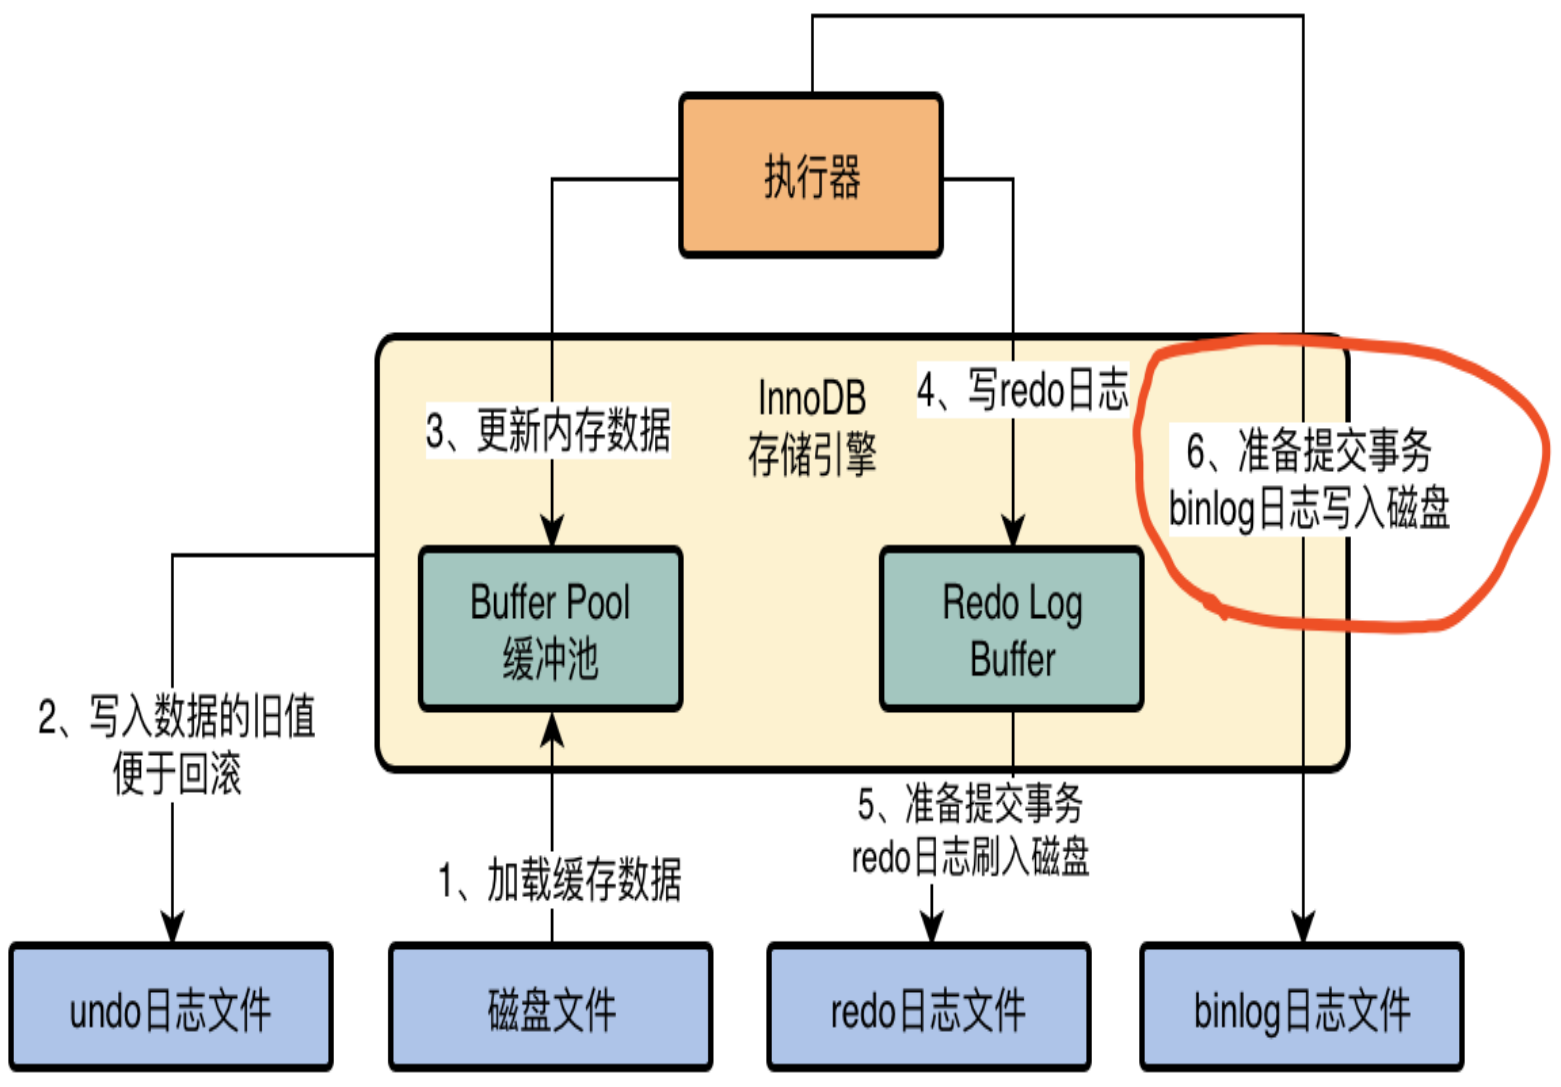 执行器
InnoDB
存储引擎
3、更新内存数据
4、写redo日志
6、准备提交事务
binlog日志写入磁盘
Buffer Pool
缓冲池
Redo Log
Buffer
2、写入数据的旧值
便于回滚
1、加载缓存数据
5、准备提交事务
redo日志刷入磁盘
undo日志文件
磁盘文件
redo日志文件
binlog日志文件